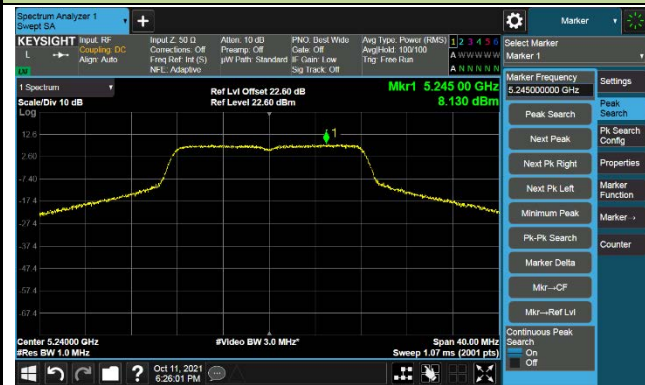 Spectrum Analyzer 1
Swept SA
Marker
KEYSIGHT
L
Input: RF
Coupling: DC
Align: Auto
Input Z: 50 Ω
Corrections: Off
Freq Ref: Int (S)
NFE: Adaptive
Atten: 10 dB
Preamp: Off
µW Path: Standard
PNO: Best Wide
Gate: Off
IF Gain: Low
Sig Track: Off
Avg Type: Power (RMS)
Avg|Hold: 100/100
Trig: Free Run
1 2 3 4 5 6
A W W W W W
A N N N N N
Select Marker
Marker 1
1 Spectrum
Scale/Div 10 dB
Log
Ref Lvl Offset 22.60 dB
Ref Level 22.60 dBm
Mkr1 5.245 00 GHz
8.130 dBm
12.6
2.60
-7.40
-17.4
-27.4
-37.4
-47.4
-57.4
-67.4
1
Center 5.24000 GHz
#Res BW 1.0 MHz
#Video BW 3.0 MHz*
Span 40.00 MHz
Sweep 1.07 ms (2001 pts)
Marker Frequency
5.245000000 GHz
Peak Search
Next Peak
Next Pk Right
Next Pk Left
Minimum Peak
Pk-Pk Search
Marker Delta
Mkr→CF
Mkr→Ref Lvl
Continuous Peak
Search
On
Off
Settings
Peak
Search
Pk Search
Config
Properties
Marker
Function
Marker→
Counter
?
Oct 11, 2021
6:26:01 PM